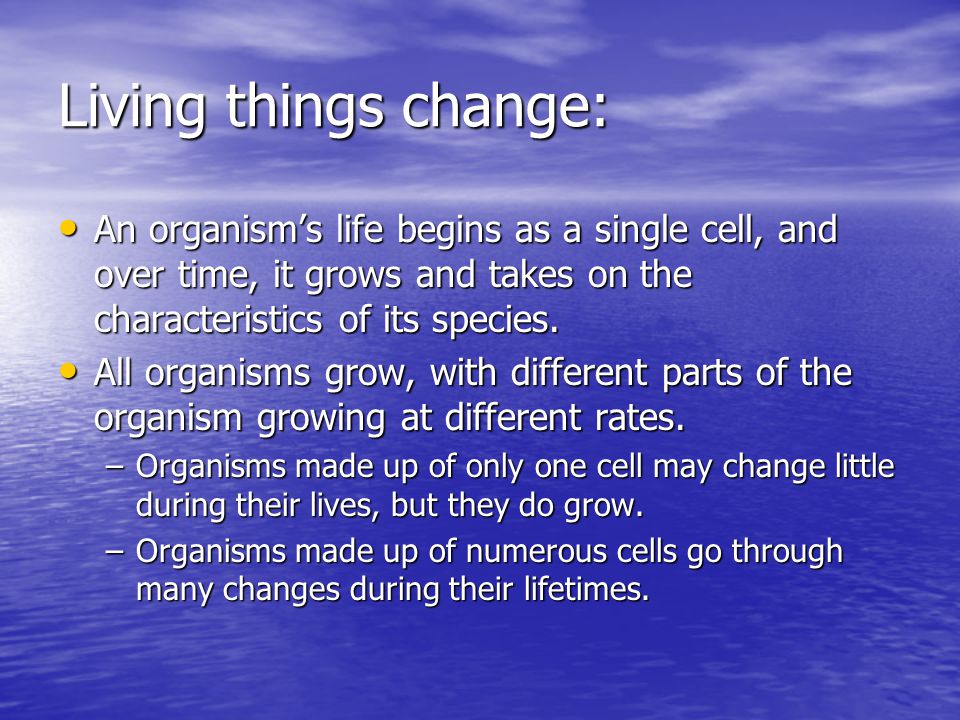 Living things change:
• An organism’s life begins as a single cell, and
over time, it grows and takes on the
characteristics of its species.
• All organisms grow, with different parts of the
organism growing at different rates.
– Organisms made up of only one cell may change little
during their lives, but they do grow.
– Organisms made up of numerous cells go through
many changes during their lifetimes.